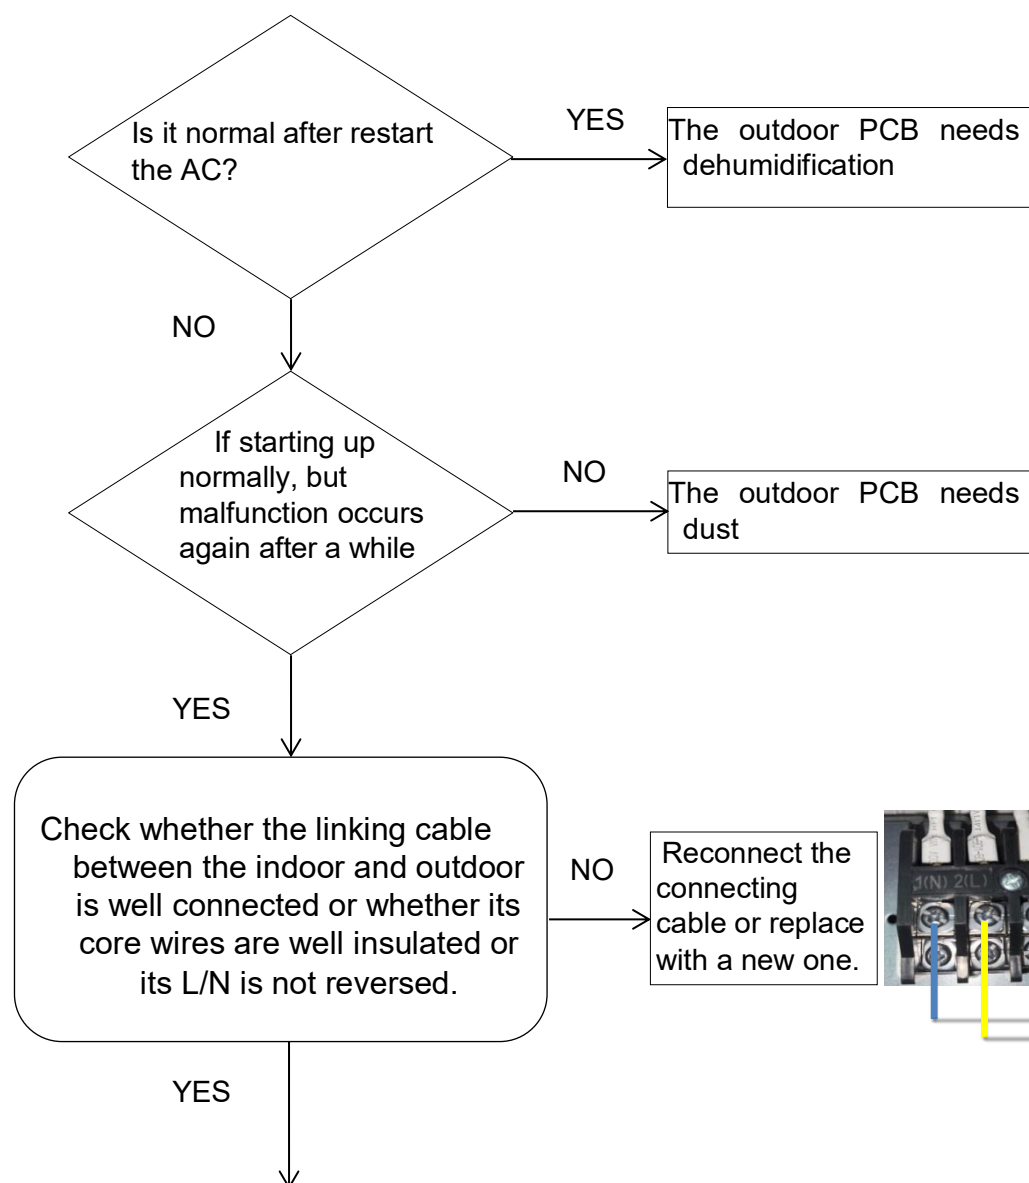 Is it normal after restart
the AC?
YES
The outdoor PCB needs
dehumidification
NO
If starting up
normally, but
malfunction occurs
again after a while
NO
The outdoor PCB needs
dust
YES
Check whether the linking cable
between the indoor and outdoor
is well connected or whether its
core wires are well insulated or
its L/N is not reversed.
NO
Reconnect the
connecting
cable or replace
with a new one.
1(N) 2(L)
YES